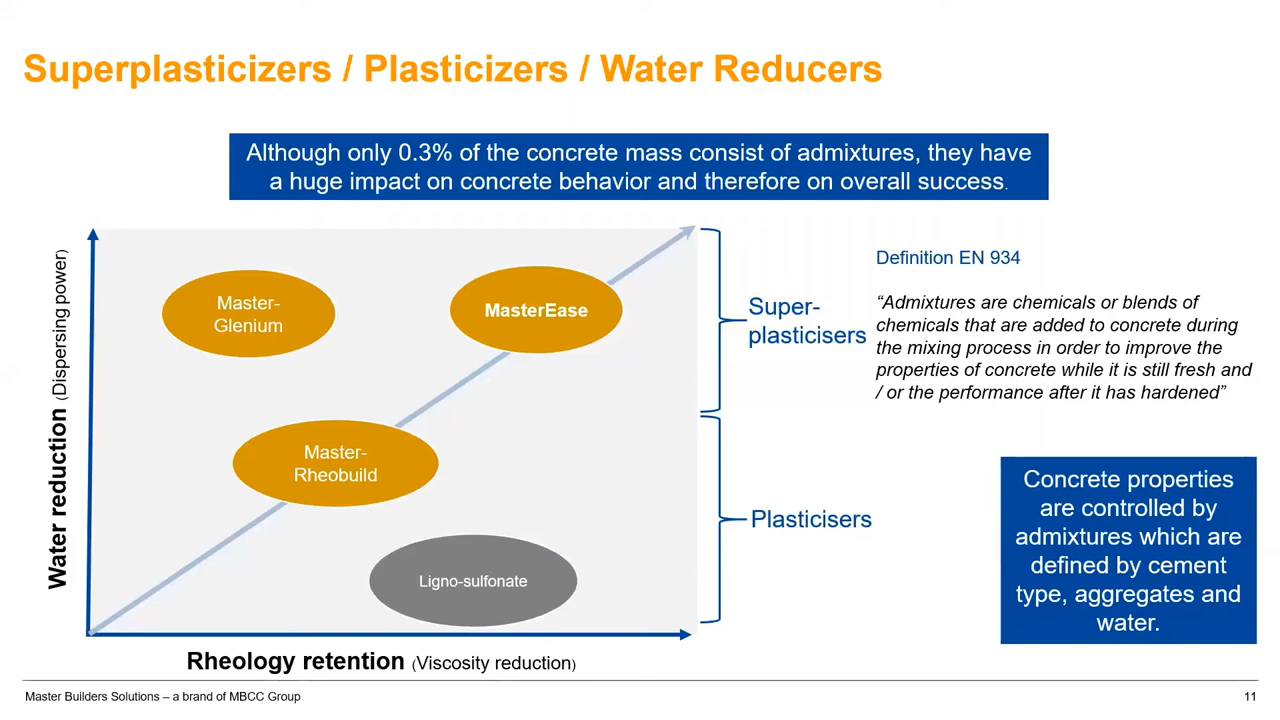 Superplasticizers / Plasticizers / Water Reducers
Although only 0.3% of the concrete mass consist of admixtures, they have
a huge impact on concrete behavior and therefore on overall success.
Water reduction (Dispersing power)
Master-
Glenium
MasterEase
Master-
Rheobuild
Ligno-sulfonate
Rheology retention (Viscosity reduction)
Super-
plasticisers
Plasticisers
Definition EN 934
“Admixtures are chemicals or blends of
chemicals that are added to concrete during
the mixing process in order to improve the
properties of concrete while it is still fresh and
/ or the performance after it has hardened”
Concrete properties
are controlled by
admixtures which are
defined by cement
type, aggregates and
water.
Master Builders Solutions – a brand of MBCC Group
11